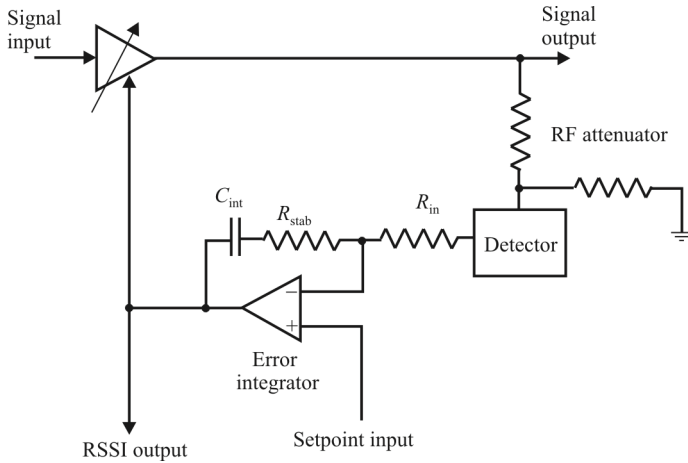 Signal
input
Signal
output
RF attenuator
C_int
R_stab
R_in
Detector
−
+
Error
integrator
RSSI output
Setpoint input